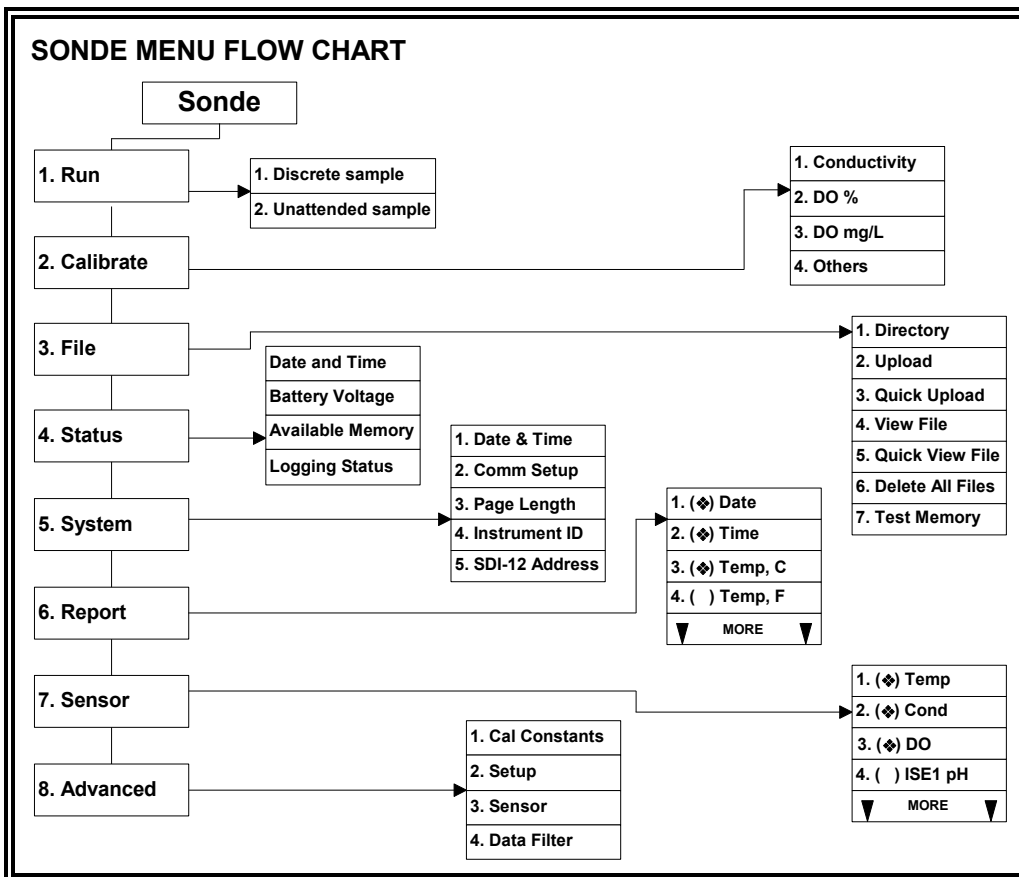 SONDE MENU FLOW CHART
Sonde
1. Run
1. Discrete sample
2. Unattended sample
2. Calibrate
1. Conductivity
2. DO %
3. DO mg/L
4. Others
3. File
1. Directory
2. Upload
3. Quick Upload
4. View File
5. Quick View File
6. Delete All Files
7. Test Memory
4. Status
Date and Time
Battery Voltage
Available Memory
Logging Status
5. System
1. Date & Time
2. Comm Setup
3. Page Length
4. Instrument ID
5. SDI-12 Address
6. Report
1. (❖) Date
2. (❖) Time
3. (❖) Temp, C
4. ( ) Temp, F
MORE
7. Sensor
1. (❖) Temp
2. (❖) Cond
3. (❖) DO
4. ( ) ISE1 pH
MORE
8. Advanced
1. Cal Constants
2. Setup
3. Sensor
4. Data Filter